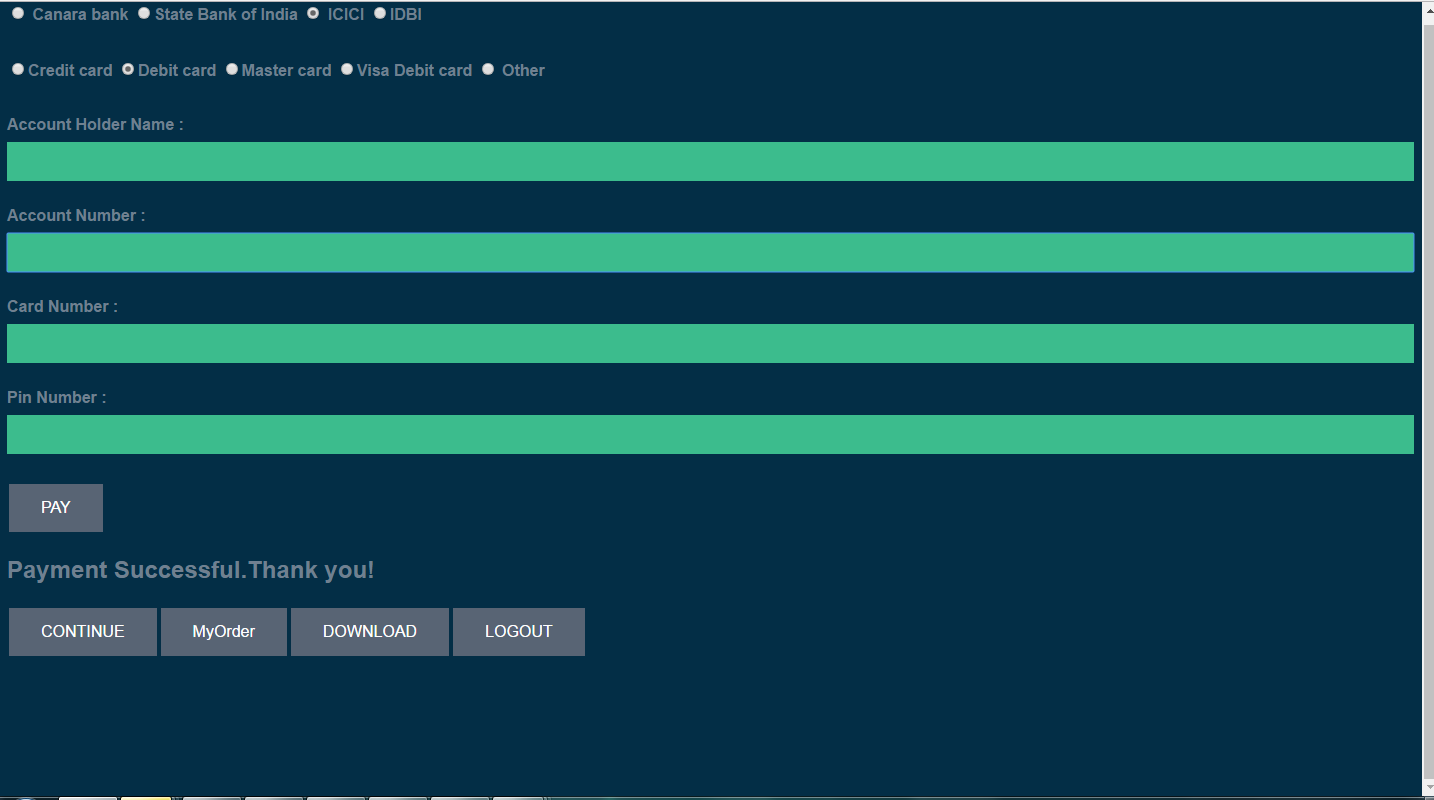 Canara bank State Bank of India ICICI IDBI
Credit card Debit card Master card Visa Debit card Other
Account Holder Name :
Account Number :
Card Number :
Pin Number :
PAY
Payment Successful.Thank you!
CONTINUE MyOrder DOWNLOAD LOGOUT